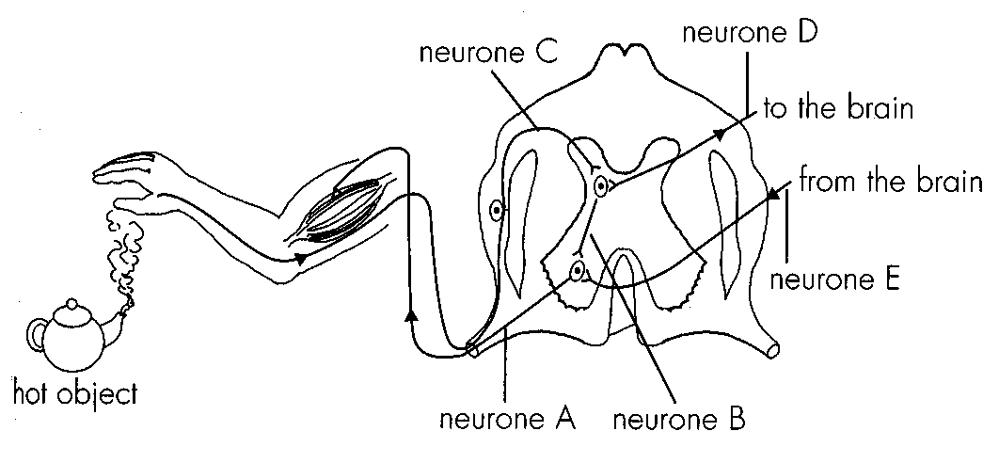 neurone D
neurone C
to the brain
from the brain
neurone E
hot object
neurone A
neurone B